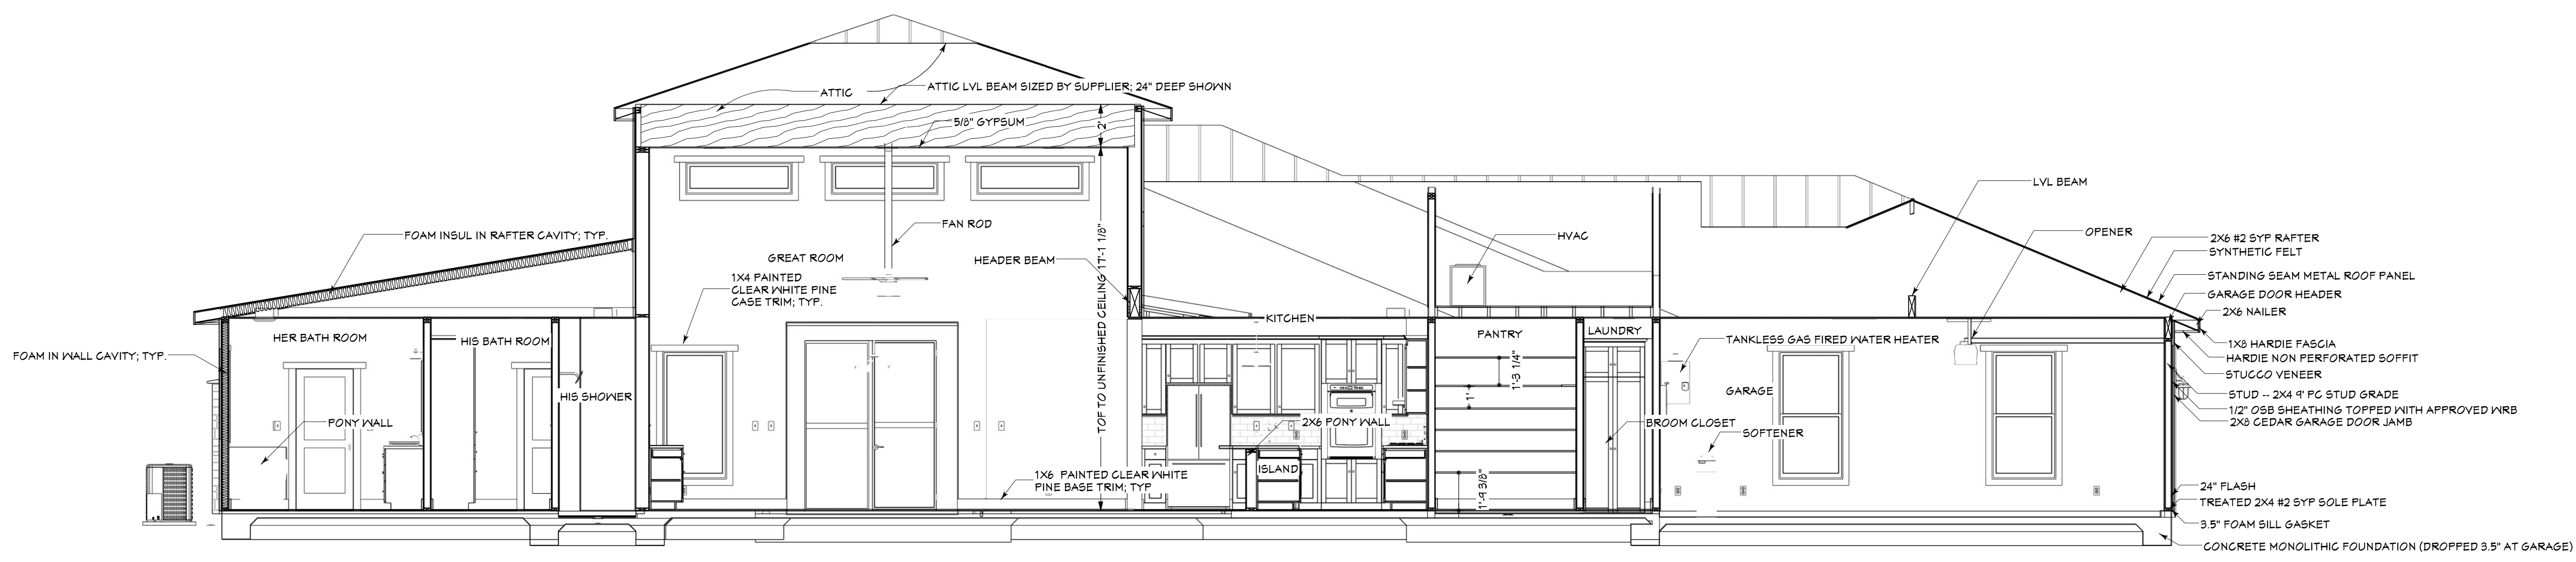 ATTIC
ATTIC LVL BEAM SIZED BY SUPPLIER; 24" DEEP SHOWN
5/8" GYPSUM
2'
LVL BEAM
FOAM INSUL IN RAFTER CAVITY; TYP.
FAN ROD
HVAC
OPENER
2X6 #2 SYP RAFTER
SYNTHETIC FELT
GREAT ROOM
HEADER BEAM
TOF TO UNFINISHED CEILING 17'-1 1/8"
1X4 PAINTED
CLEAR WHITE PINE
CASE TRIM; TYP.
STANDING SEAM METAL ROOF PANEL
GARAGE DOOR HEADER
2X6 NAILER
KITCHEN
HER BATH ROOM
HIS BATH ROOM
PANTRY
LAUNDRY
TANKLESS GAS FIRED WATER HEATER
1X8 HARDIE FASCIA
FOAM IN WALL CAVITY; TYP.
HARDIE NON PERFORATED SOFFIT
1'-3 1/4"
STUCCO VENEER
HIS SHOWER
1'
GARAGE
STUD -- 2X4 9' PC STUD GRADE
1/2" OSB SHEATHING TOPPED WITH APPROVED WRB
PONY WALL
2X6 PONY WALL
BROOM CLOSET
2X8 CEDAR GARAGE DOOR JAMB
SOFTENER
ISLAND
1X6 PAINTED CLEAR WHITE
PINE BASE TRIM; TYP
1'-9 3/8"
24" FLASH
TREATED 2X4 #2 SYP SOLE PLATE
3.5" FOAM SILL GASKET
CONCRETE MONOLITHIC FOUNDATION (DROPPED 3.5" AT GARAGE)